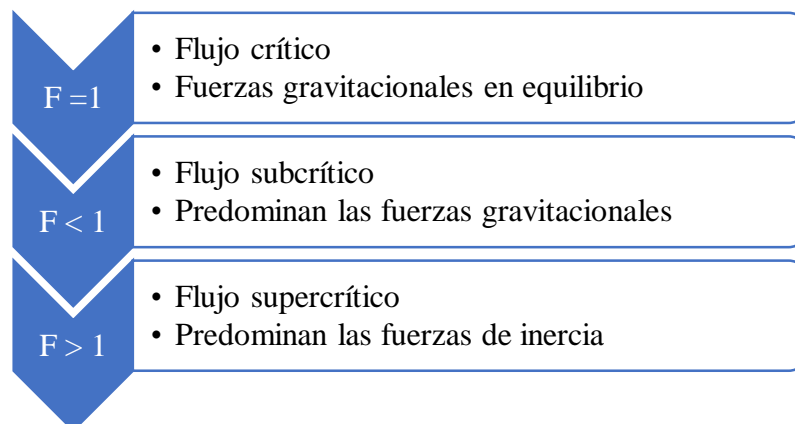 F =1
• Flujo crítico
• Fuerzas gravitacionales en equilibrio
F < 1
• Flujo subcrítico
• Predominan las fuerzas gravitacionales
F > 1
• Flujo supercrítico
• Predominan las fuerzas de inercia